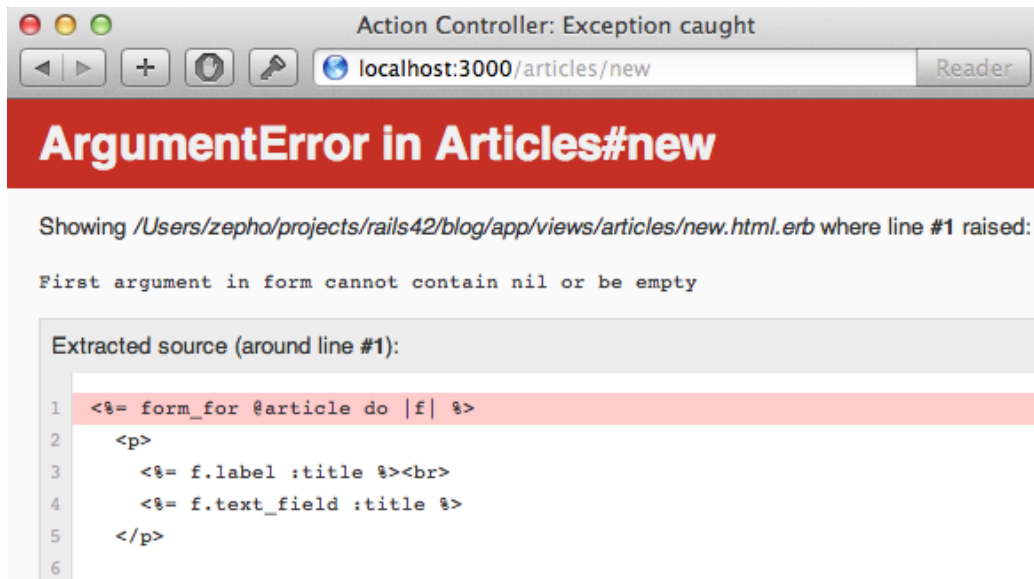 Action Controller: Exception caught
localhost:3000/articles/new
Reader
ArgumentError in Articles#new
Showing /Users/zepho/projects/rails42/blog/app/views/articles/new.html.erb where line #1 raised:
First argument in form cannot contain nil or be empty
Extracted source (around line #1):
1 <%= form_for @article do |f| %>
2 <p>
3 <%= f.label :title %><br>
4 <%= f.text_field :title %>
5 </p>
6